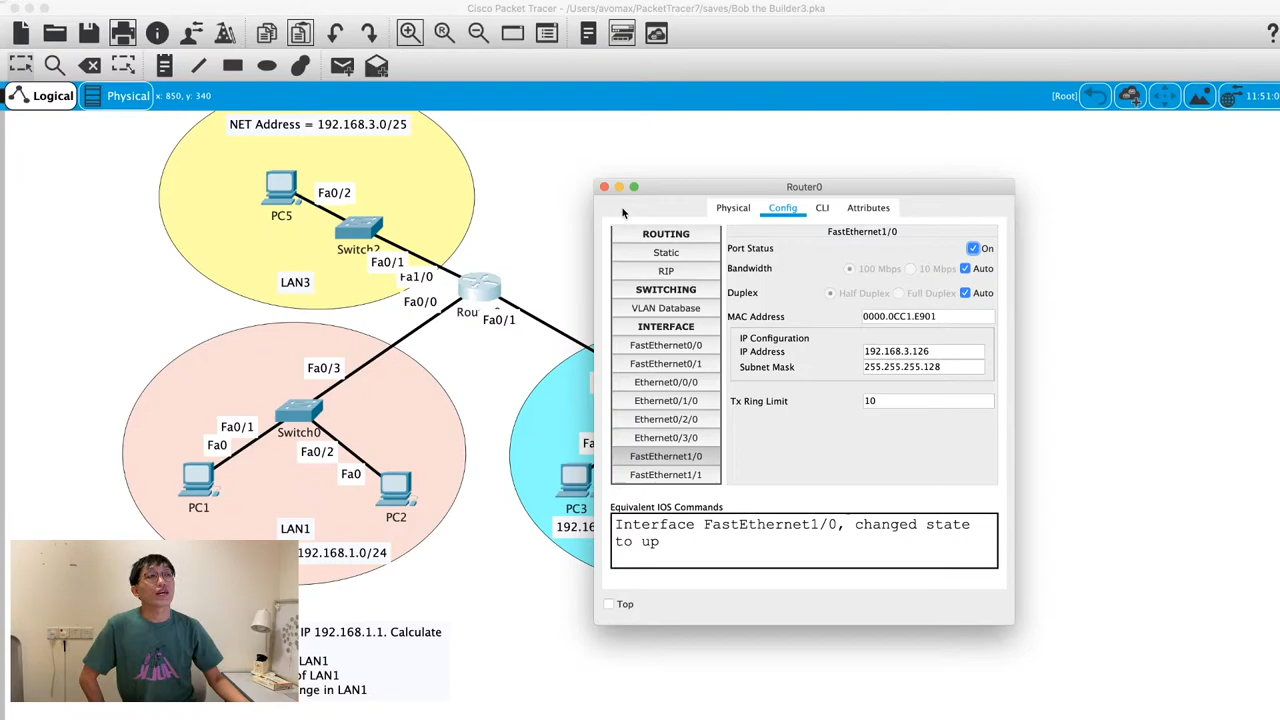 Cisco Packet Tracer - /Users/avomax/PacketTracer7/saves/Bob the Builder3.pka
?
Logical
Physical
x: 850, y: 340
[Root]
11:51:0
NET Address = 192.168.3.0/25
Fa0/2
PC5
Switch2
Fa0/1
Fa1/0
LAN3
Fa0/0
Rou
Fa0/1
Fa0/3
Fa0/1
Switch0
Fa0
Fa0/2
Fa0
PC1
PC2
LAN1
192.168.1.0/24
Fa
PC3
192.16
IP 192.168.1.1. Calculate
LAN1
of LAN1
nge in LAN1
Router0
Physical
Config
CLI
Attributes
ROUTING
Static
RIP
SWITCHING
VLAN Database
INTERFACE
FastEthernet0/0
FastEthernet0/1
Ethernet0/0/0
Ethernet0/1/0
Ethernet0/2/0
Ethernet0/3/0
FastEthernet1/0
FastEthernet1/1
FastEthernet1/0
Port Status
On
Bandwidth
100 Mbps
10 Mbps
Auto
Duplex
Half Duplex
Full Duplex
Auto
MAC Address
0000.0CC1.E901
IP Configuration
IP Address
192.168.3.126
Subnet Mask
255.255.255.128
Tx Ring Limit
10
Equivalent IOS Commands
Interface FastEthernet1/0, changed state
to up
Top